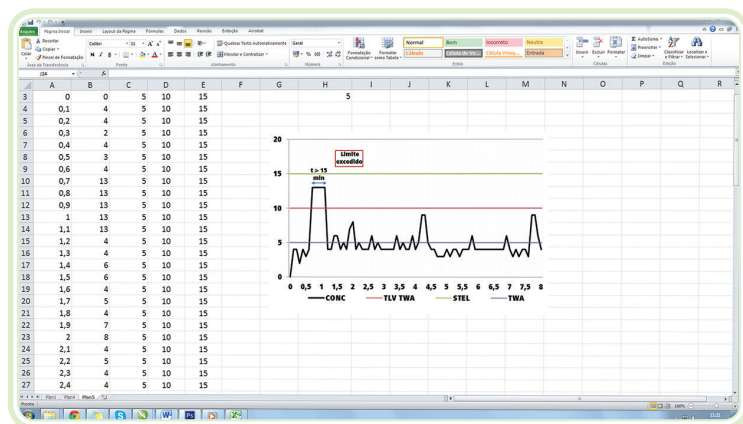 Arquivo Página Inicial Inserir Layout da Página Fórmulas Dados Revisão Exibição Acrobat
Colar
Recortar
Copiar
Pincel de Formatação
Área de Transferência
Calibri 11
N I S
Fonte
Quebrar Texto Automaticamente
Mesclar e Centralizar
Alinhamento
Geral
% 000
Número
Formatação Condicional
Formatar como Tabela
Normal Bom Incorreto Neutra
Cálculo Célula de Ve... Célula Vincu... Entrada
Estilo
Inserir Excluir Formatar
Células
AutoSoma
Preencher
Limpar
Classificar e Filtrar
Localizar e Selecionar
Edição
J24 fx
A B C D E F G H I J K L M N O P Q R
3 0 0 5 10 15 5
4 0,1 4 5 10 15
5 0,2 4 5 10 15
6 0,3 2 5 10 15
7 0,4 4 5 10 15
8 0,5 3 5 10 15
9 0,6 4 5 10 15
10 0,7 13 5 10 15
11 0,8 13 5 10 15
12 0,9 13 5 10 15
13 1 13 5 10 15
14 1,1 13 5 10 15
15 1,2 4 5 10 15
16 1,3 4 5 10 15
17 1,4 6 5 10 15
18 1,5 6 5 10 15
19 1,6 4 5 10 15
20 1,7 5 5 10 15
21 1,8 4 5 10 15
22 1,9 7 5 10 15
23 2 8 5 10 15
24 2,1 4 5 10 15
25 2,2 5 5 10 15
26 2,3 4 5 10 15
27 2,4 4 5 10 15
20
15
10
5
0
Limite
excedido
t > 15
min
0 0,5 1 1,5 2 2,5 3 3,5 4 4,5 5 5,5 6 6,5 7 7,5 8
CONC TLV TWA STEL TWA
Plan1 Plan4 Plan5
Pronto 100%
11:21